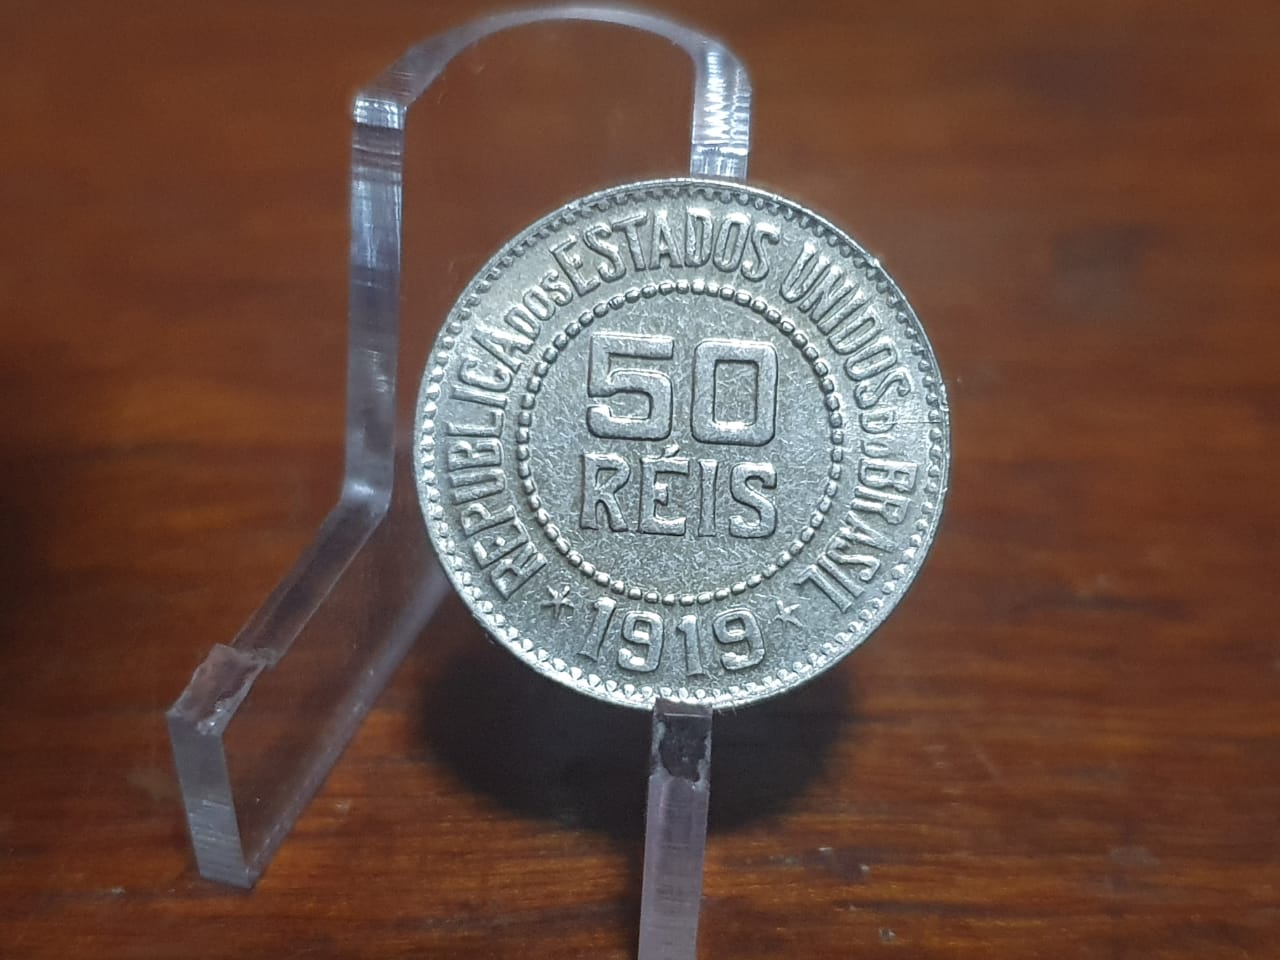 REPUBLICA DOS ESTADOS UNIDOS DO BRASIL
50
RÉIS
* 1919 *